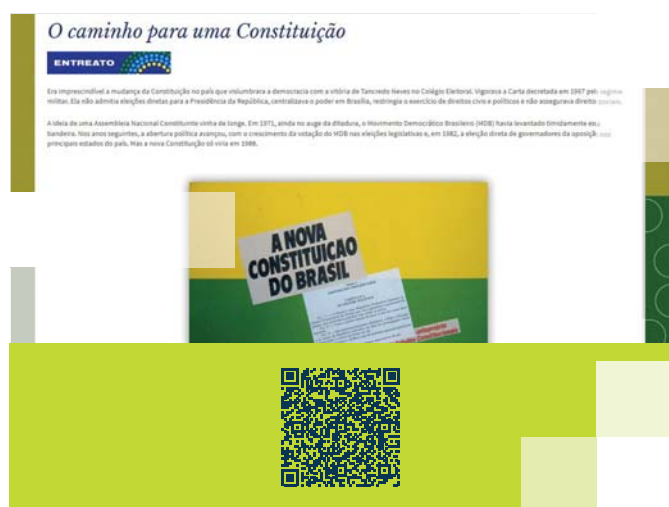 O caminho para uma Constituição
ENTREATO
Era imprescindível a mudança da Constituição no país que vislumbrara a democracia com a vitória de Tancredo Neves no Colégio Eleitoral. Vigorava a Carta decretada em 1967 pelo regime
militar. Ela não admitia eleições diretas para a Presidência da República, centralizava o poder em Brasília, restringia o exercício de direitos civis e políticos e não assegurava direitos sociais.
A ideia de uma Assembleia Nacional Constituinte vinha de longe. Em 1971, ainda no auge da ditadura, o Movimento Democrático Brasileiro (MDB) havia levantado timidamente essa
bandeira. Nos anos seguintes, a abertura política avançou, com o crescimento da votação do MDB nas eleições legislativas e, em 1982, a eleição direta de governadores da oposição nos
principais estados do país. Mas a nova Constituição só viria em 1988.
A NOVA
CONSTITUICAO
DO BRASIL
Constitucionais